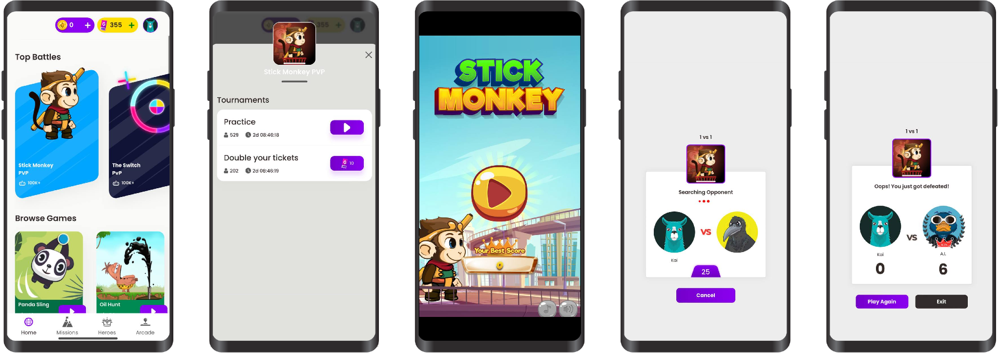 0
355
Top Battles
Stick Monkey
PVP
100K+
The Switch
PvP
100K+
Browse Games
Panda Sling
Oil Hunt
Home
Missions
Heroes
Arcade
355
Stick Monkey PVP
Tournaments
Practice
529
2d 08:46:18
Double your tickets
10
202
2d 08:46:19
STICK
MONKEY
Your Best Score
0
1 vs 1
Searching Opponent
VS
Kai
25
Cancel
1 vs 1
Oops! You just got defeated!
VS
WIN
Kai
A.I.
0
6
Play Again
Exit